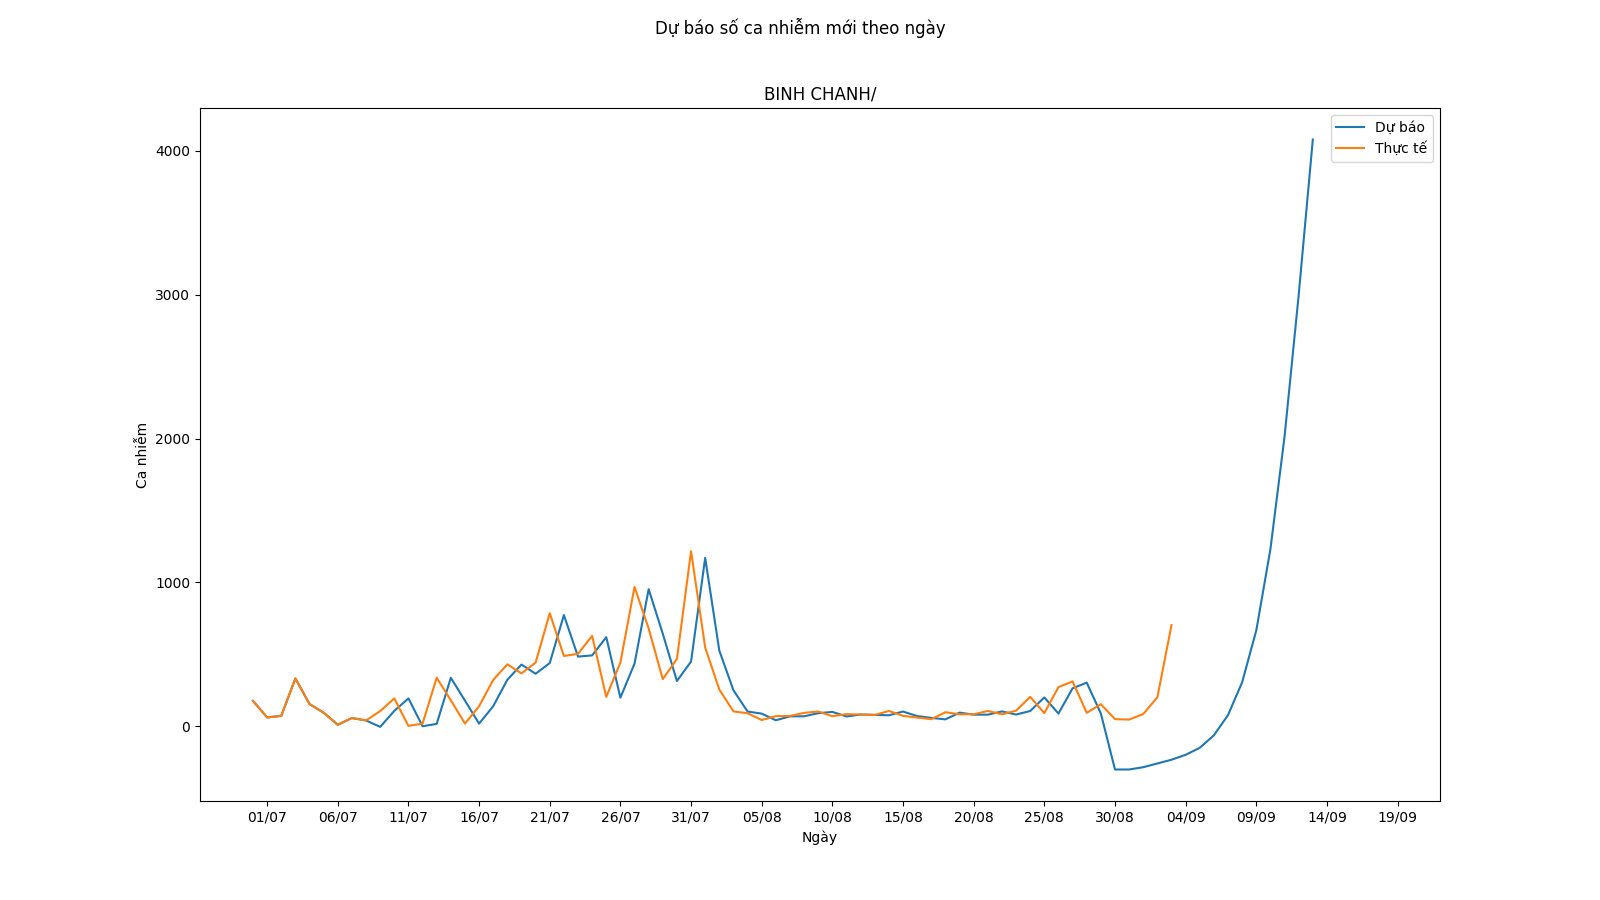 Dự báo số ca nhiễm mới theo ngày
BINH CHANH/
Dự báo
Thực tế
4000
3000
2000
1000
0
Ca nhiễm
01/07 06/07 11/07 16/07 21/07 26/07 31/07 05/08 10/08 15/08 20/08 25/08 30/08 04/09 09/09 14/09 19/09
Ngày